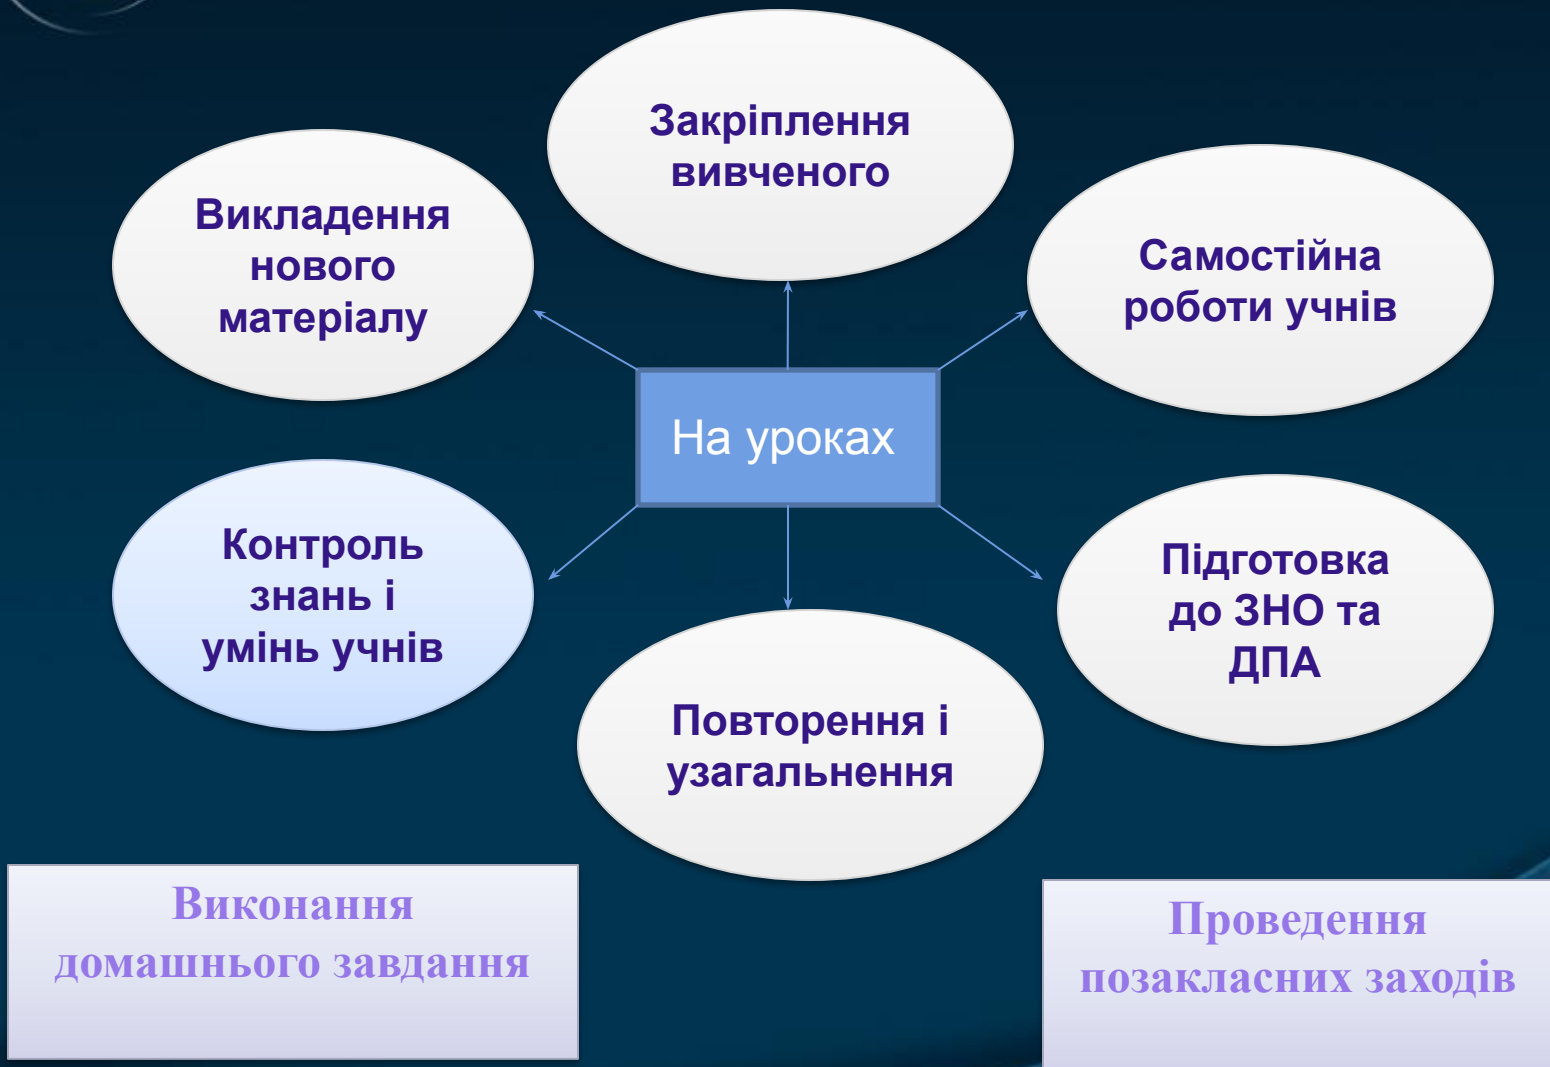 Закріплення
вивченого
Викладення
нового
матеріалу
Самостійна
роботи учнів
На уроках
Контроль
знань і
умінь учнів
Підготовка
до ЗНО та
ДПА
Повторення і
узагальнення
Виконання
домашнього завдання
Проведення
позакласних заходів